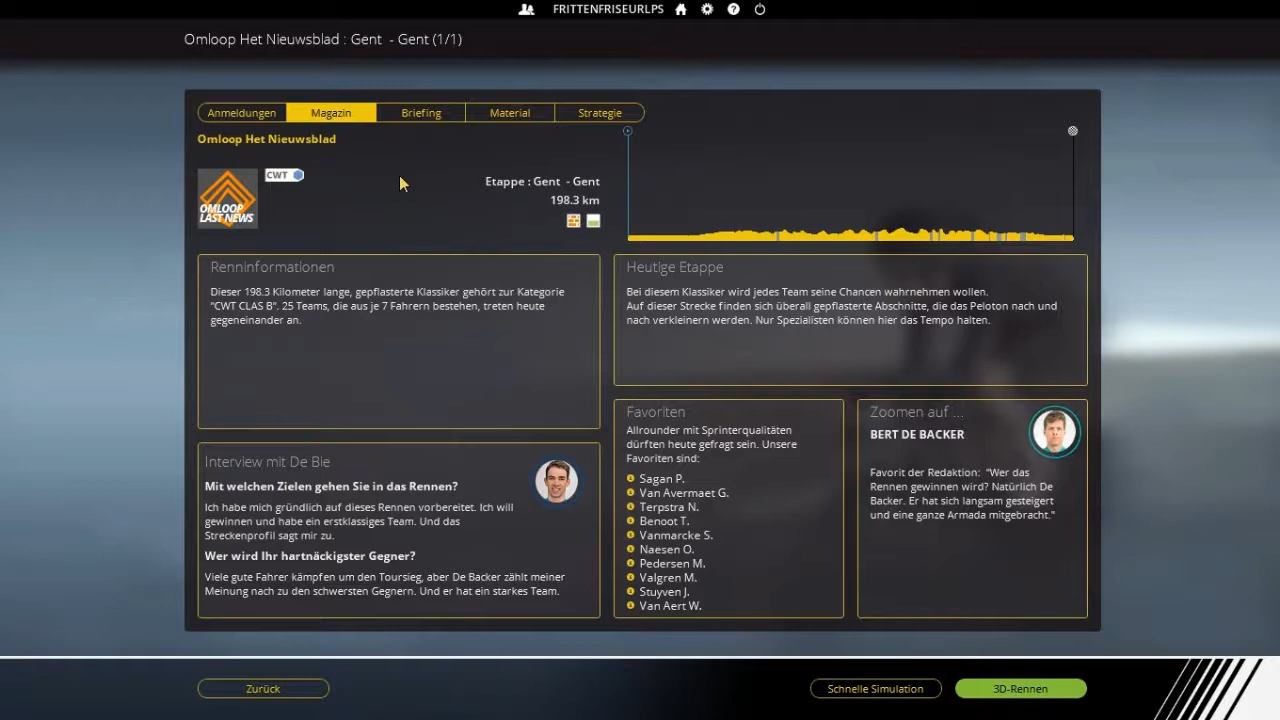 FRITTENFRISEURLPS
Omloop Het Nieuwsblad : Gent - Gent (1/1)
Anmeldungen
Magazin
Briefing
Material
Strategie
Omloop Het Nieuwsblad
OMLOOP
LAST NEWS
CWT
Etappe : Gent - Gent
198.3 km
Renninformationen
Dieser 198.3 Kilometer lange, gepflasterte Klassiker gehört zur Kategorie
"CWT CLAS B". 25 Teams, die aus je 7 Fahrern bestehen, treten heute
gegeneinander an.
Heutige Etappe
Bei diesem Klassiker wird jedes Team seine Chancen wahrnehmen wollen.
Auf dieser Strecke finden sich überall gepflasterte Abschnitte, die das Peloton nach und
nach verkleinern werden. Nur Spezialisten können hier das Tempo halten.
Interview mit De Bie
Mit welchen Zielen gehen Sie in das Rennen?
Ich habe mich gründlich auf dieses Rennen vorbereitet. Ich will
gewinnen und habe ein erstklassiges Team. Und das
Streckenprofil sagt mir zu.
Wer wird Ihr hartnäckigster Gegner?
Viele gute Fahrer kämpfen um den Toursieg, aber De Backer zählt meiner
Meinung nach zu den schwersten Gegnern. Und er hat ein starkes Team.
Favoriten
Allrounder mit Sprinterqualitäten
dürften heute gefragt sein. Unsere
Favoriten sind:
Sagan P.
Van Avermaet G.
Terpstra N.
Benoot T.
Vanmarcke S.
Naesen O.
Pedersen M.
Valgren M.
Stuyven J.
Van Aert W.
Zoomen auf ...
BERT DE BACKER
Favorit der Redaktion: "Wer das
Rennen gewinnen wird? Natürlich De
Backer. Er hat sich langsam gesteigert
und eine ganze Armada mitgebracht."
Zurück
Schnelle Simulation
3D-Rennen